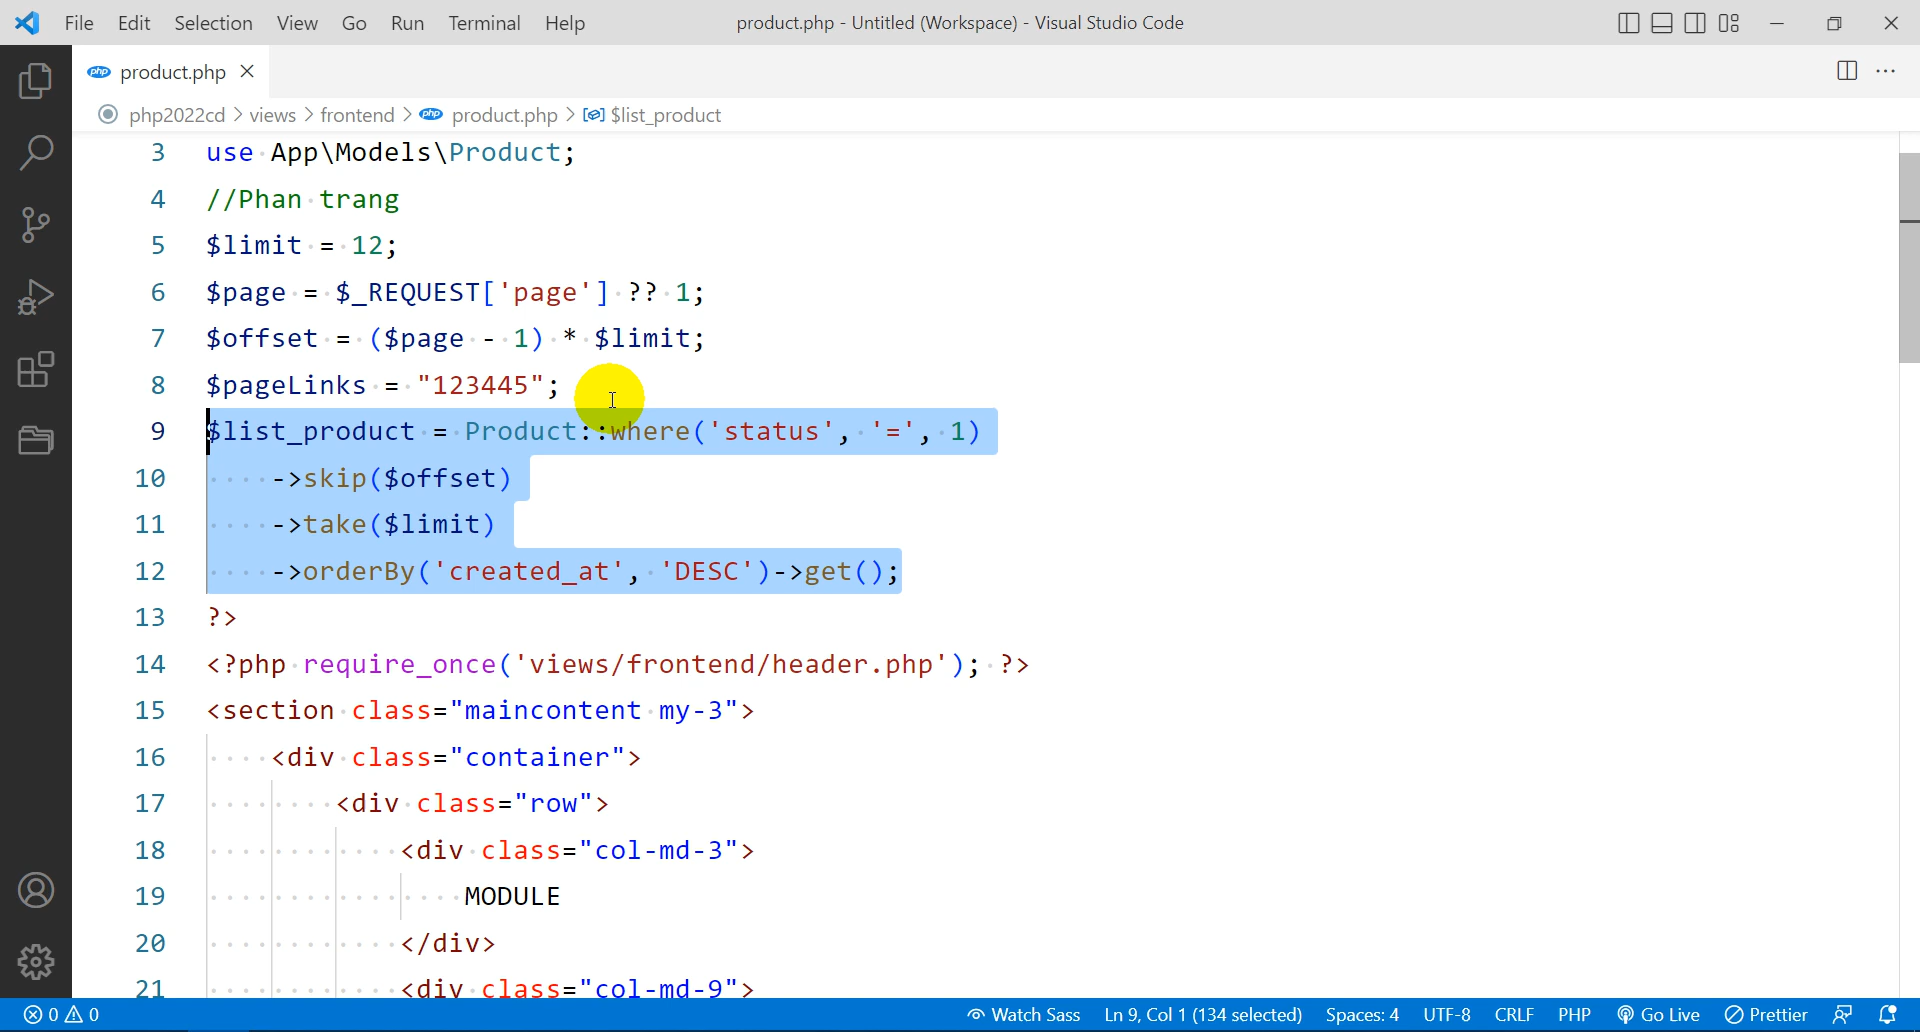 File Edit Selection View Go Run Terminal Help product.php - Untitled (Workspace) - Visual Studio Code
php product.php
php2022cd > views > frontend > php product.php > $list_product
3 use App\Models\Product;
4 //Phan trang
5 $limit = 12;
6 $page = $_REQUEST['page'] ?? 1;
7 $offset = ($page - 1) * $limit;
8 $pageLinks = "123445";
9 $list_product = Product::where('status', '=', 1)
10     ->skip($offset)
11     ->take($limit)
12     ->orderBy('created_at', 'DESC')->get();
13 ?>
14 <?php require_once('views/frontend/header.php'); ?>
15 <section class="maincontent my-3">
16     <div class="container">
17         <div class="row">
18             <div class="col-md-3">
19                 MODULE
20             </div>
21             <div class="col-md-9">
0 0 Watch Sass Ln 9, Col 1 (134 selected) Spaces: 4 UTF-8 CRLF PHP Go Live Prettier